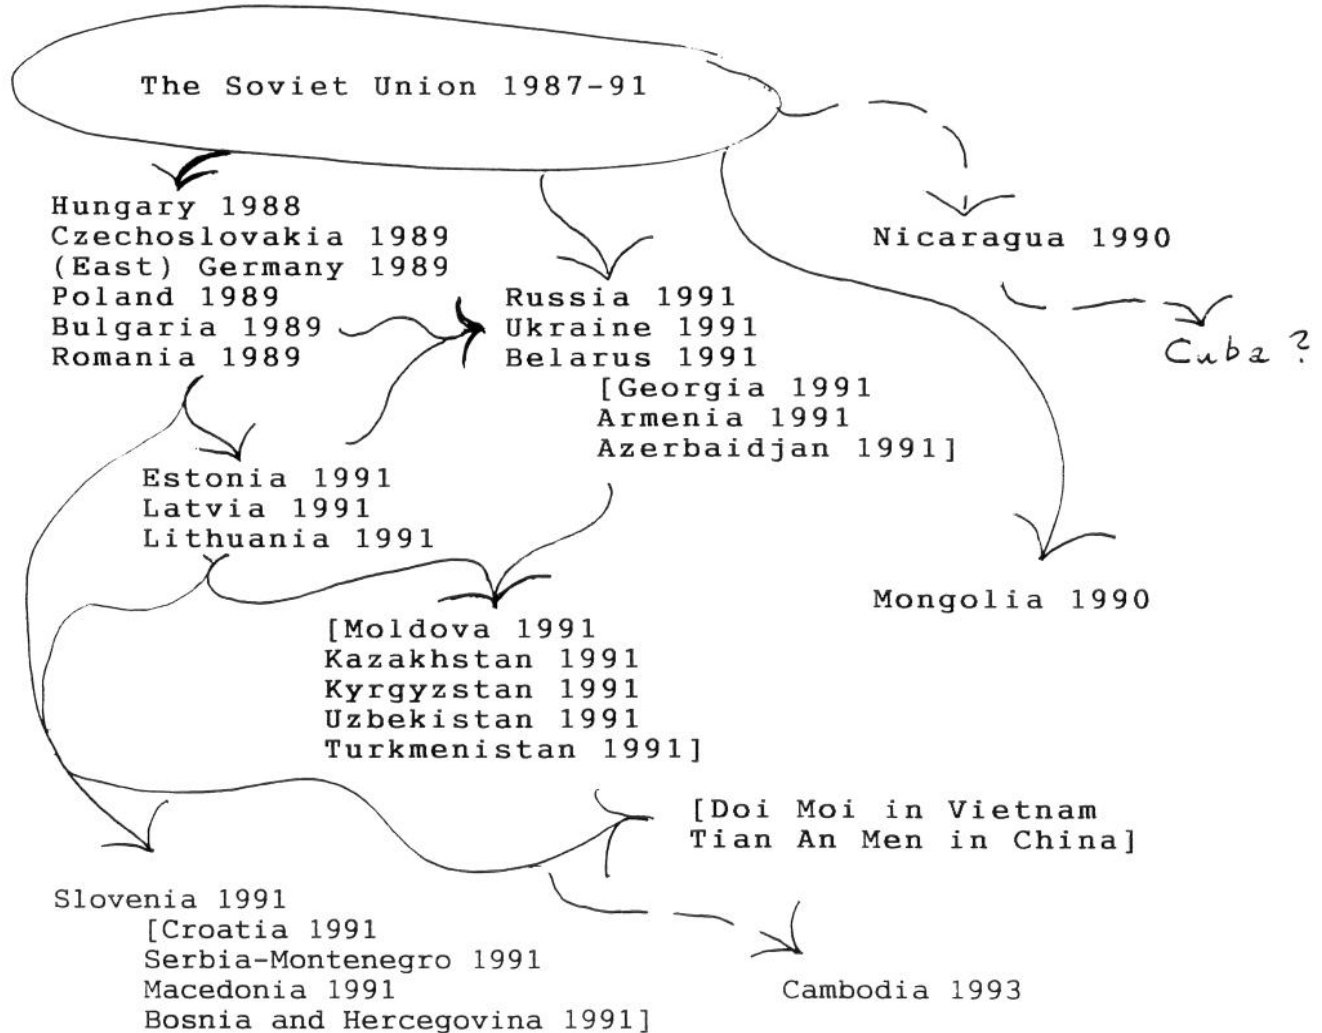 The Soviet Union 1987-91
Hungary 1988
Czechoslovakia 1989
(East) Germany 1989
Poland 1989
Bulgaria 1989
Romania 1989
Russia 1991
Ukraine 1991
Belarus 1991
[Georgia 1991
Armenia 1991
Azerbaidjan 1991]
Nicaragua 1990
Cuba ?
Estonia 1991
Latvia 1991
Lithuania 1991
Mongolia 1990
[Moldova 1991
Kazakhstan 1991
Kyrgyzstan 1991
Uzbekistan 1991
Turkmenistan 1991]
[Doi Moi in Vietnam
Tian An Men in China]
Slovenia 1991
[Croatia 1991
Serbia-Montenegro 1991
Macedonia 1991
Bosnia and Hercegovina 1991]
Cambodia 1993